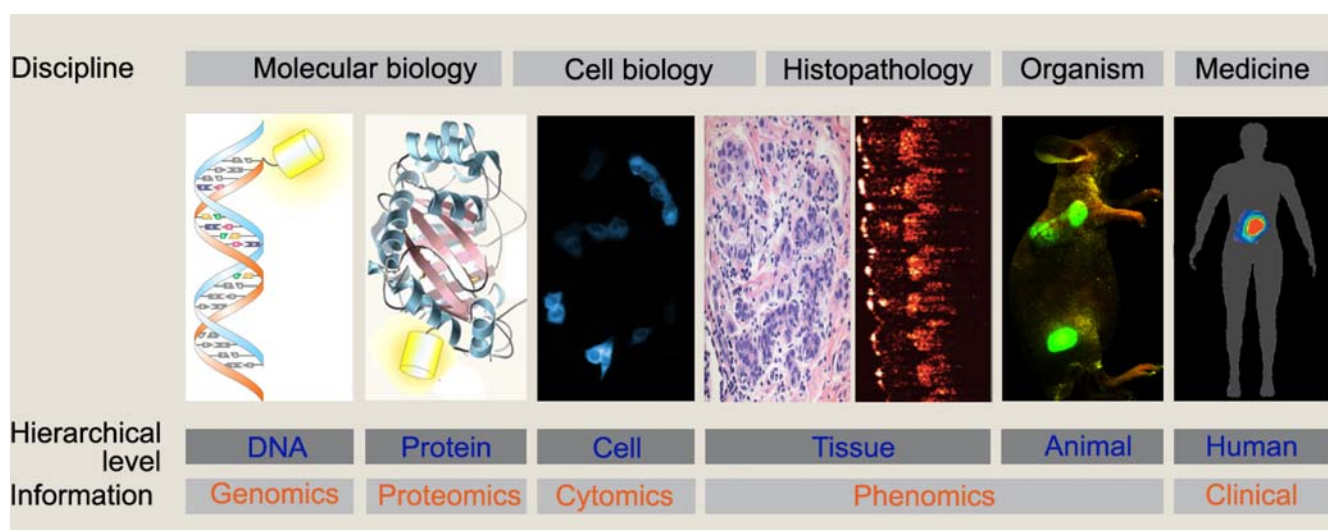 Discipline
Molecular biology
Cell biology
Histopathology
Organism
Medicine
Hierarchical
level
DNA
Protein
Cell
Tissue
Animal
Human
Information
Genomics
Proteomics
Cytomics
Phenomics
Clinical